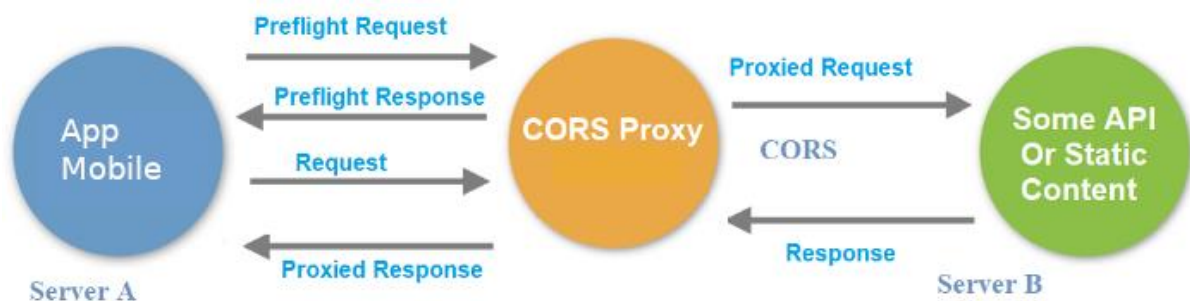 Preflight Request
Preflight Response
Request
Proxied Response
App
Mobile
Server A
CORS Proxy
Proxied Request
CORS
Response
Some API
Or Static
Content
Server B